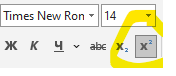 Times New Ron 14
Ж К Ч abc x₂ x²